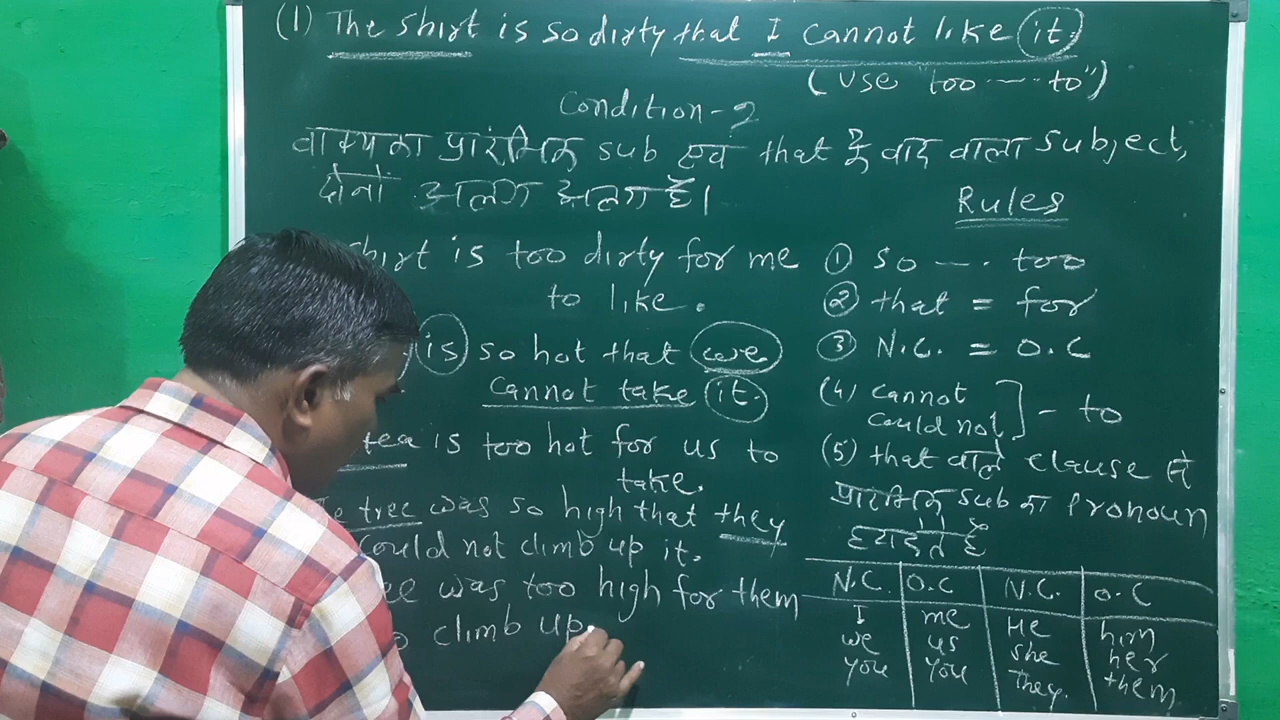 (1) The shirt is so dirty that I cannot like it.
(Use "too .... to")
Condition-2
वाक्य का प्रारंभिक sub एवं that के बाद वाला subject,
दोनों अलग अलग हैं।
Rules
shirt is too dirty for me
to like.
is so hot that we
cannot take it.
tea is too hot for us to
take.
tree was so high that they
could not climb up it.
was too high for them
climb up
① so -.. too
② that = for
③ N.C. = O.C
(4) cannot
could not, ] - to
(5) that वाले clause से
प्रारंभिक sub का pronoun
हटा देते हैं
N.C. O.C N.C. O.C
I me He him
we us she her
you you They. them